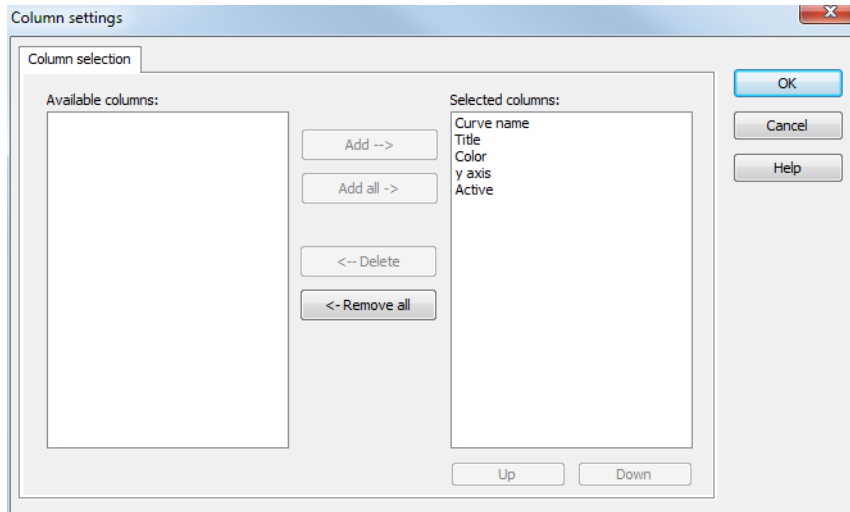 Column settings
Column selection
Available columns:
Add -->
Add all ->
<-- Delete
<- Remove all
Selected columns:
Curve name
Title
Color
y axis
Active
Up
Down
OK
Cancel
Help